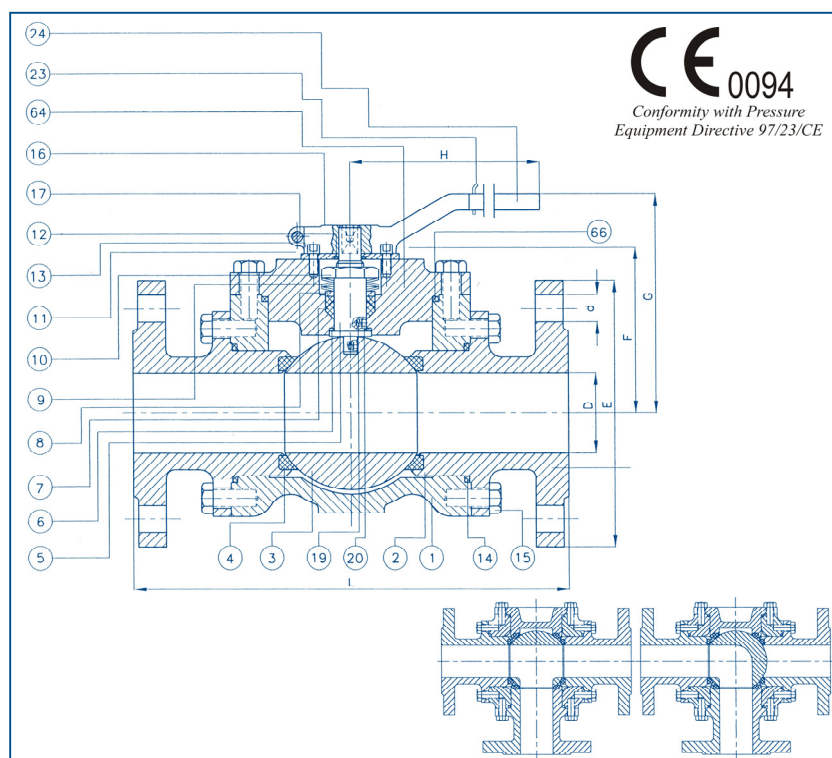 24
23
64
16
17
12
13
11
10
9
8
7
6
5
4
3
19
20
2
1
14
15
66
H
G
F
d
D
E
L
CE 0094
Conformity with Pressure
Equipment Directive 97/23/CE